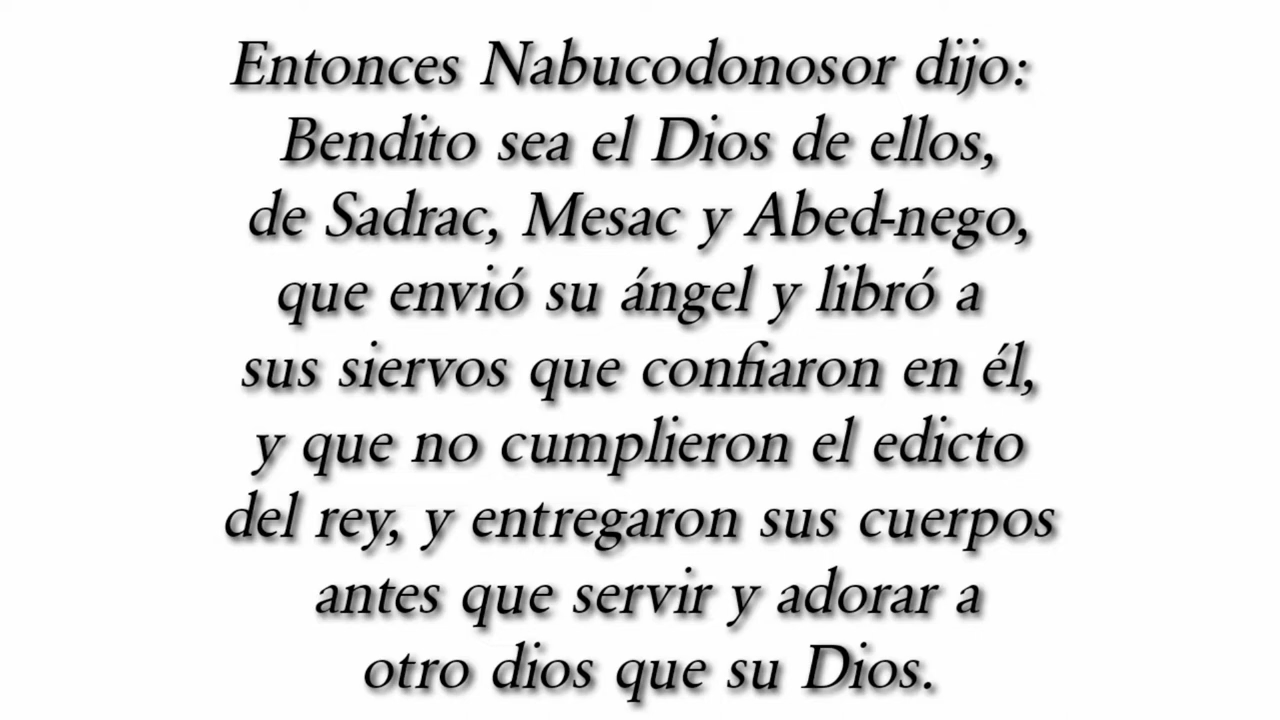 Entonces Nabucodonosor dijo:
Bendito sea el Dios de ellos,
de Sadrac, Mesac y Abed-nego,
que envió su ángel y libró a
sus siervos que confiaron en él,
y que no cumplieron el edicto
del rey, y entregaron sus cuerpos
antes que servir y adorar a
otro dios que su Dios.